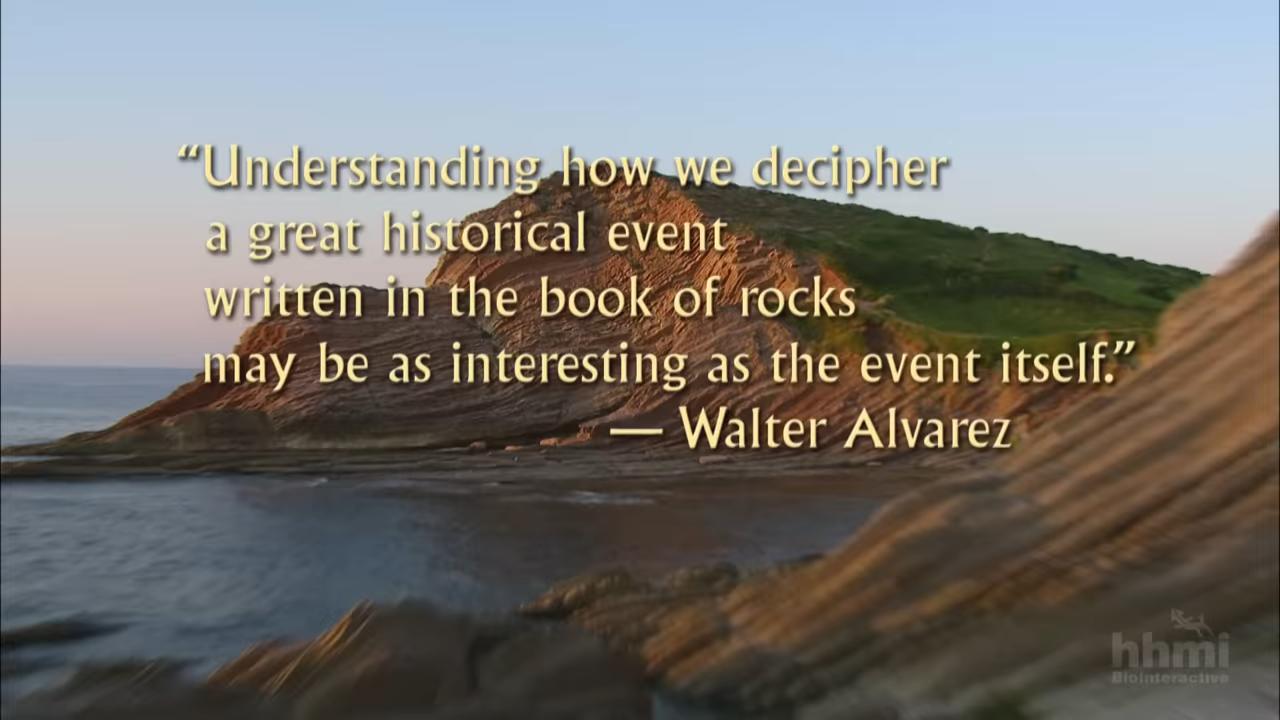 “Understanding how we decipher
a great historical event
written in the book of rocks
may be as interesting as the event itself.”
— Walter Alvarez
hhmi
BioInteractive